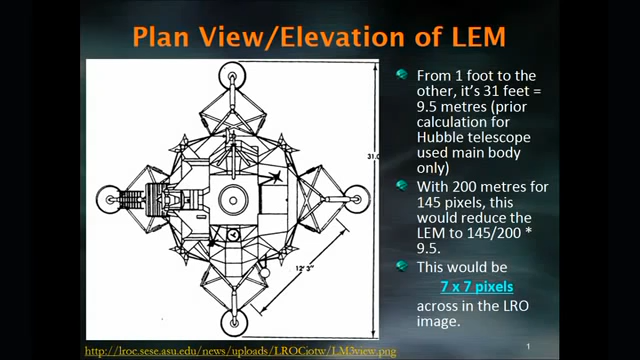 Plan View/Elevation of LEM
From 1 foot to the
other, it's 31 feet =
9.5 metres (prior
calculation for
Hubble telescope
used main body
only)
With 200 metres for
145 pixels, this
would reduce the
LEM to 145/200 *
9.5.
This would be
7 x 7 pixels
across in the LRO
image.
31.0
12' 3"
http://lroc.sese.asu.edu/news/uploads/LROCiotw/LM3view.png
1